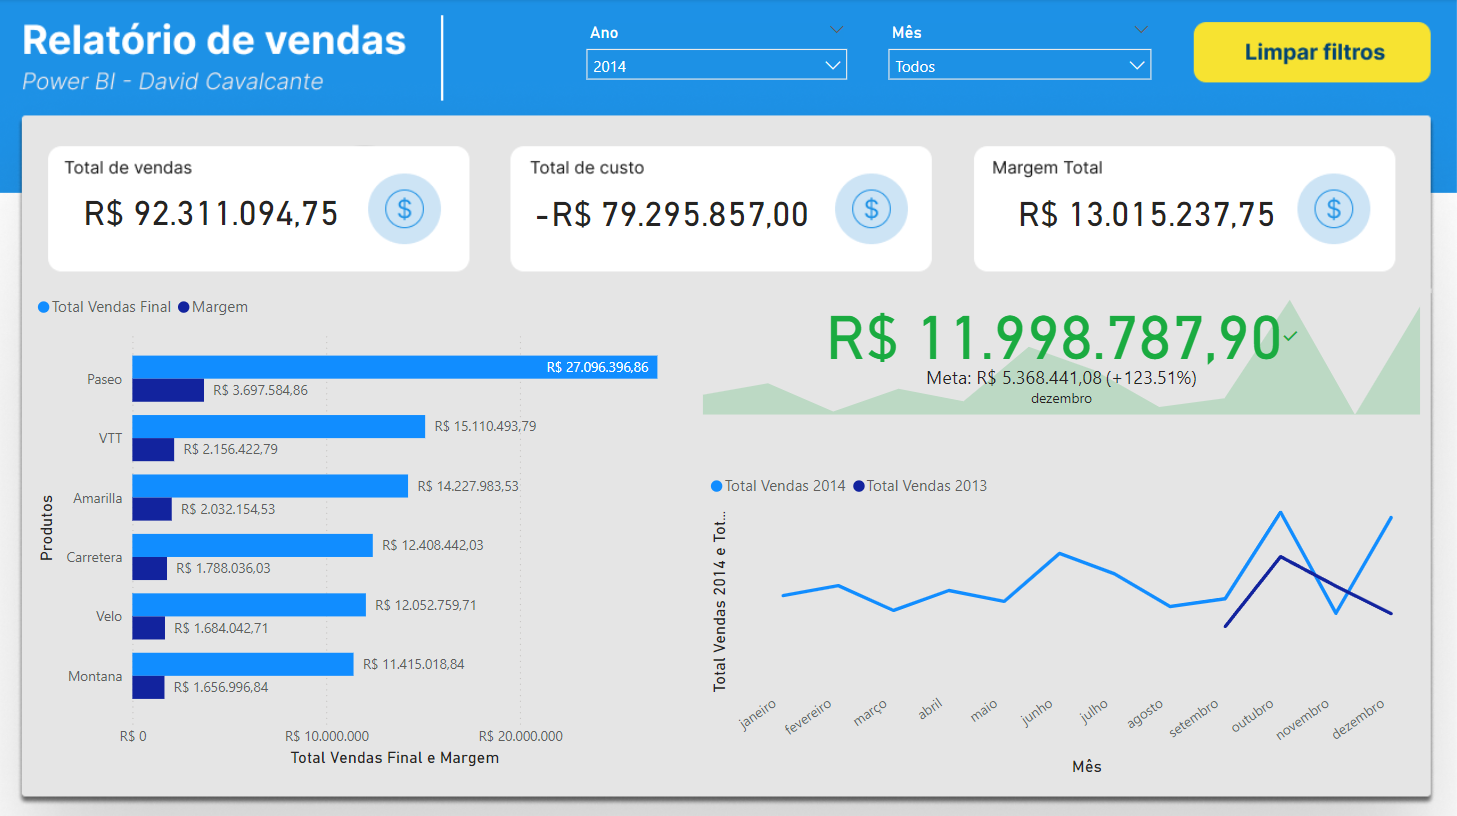 Relatório de vendas
Power BI - David Cavalcante
Ano
2014
Mês
Todos
Limpar filtros
Total de vendas
R$ 92.311.094,75
$
Total de custo
-R$ 79.295.857,00
$
Margem Total
R$ 13.015.237,75
$
Total Vendas Final Margem
Produtos
Paseo
R$ 27.096.396,86
R$ 3.697.584,86
VTT
R$ 15.110.493,79
R$ 2.156.422,79
Amarilla
R$ 14.227.983,53
R$ 2.032.154,53
Carretera
R$ 12.408.442,03
R$ 1.788.036,03
Velo
R$ 12.052.759,71
R$ 1.684.042,71
Montana
R$ 11.415.018,84
R$ 1.656.996,84
R$ 0 R$ 10.000.000 R$ 20.000.000
Total Vendas Final e Margem
R$ 11.998.787,90
Meta: R$ 5.368.441,08 (+123.51%)
dezembro
Total Vendas 2014 Total Vendas 2013
Total Vendas 2014 e Tot...
janeiro fevereiro março abril maio junho julho agosto setembro outubro novembro dezembro
Mês